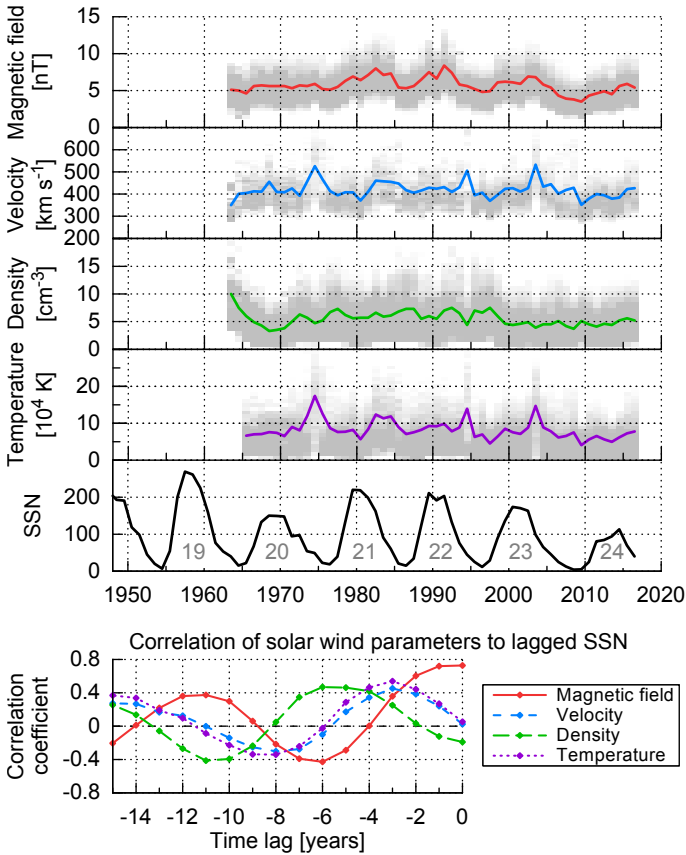 Magnetic field
[nT]
15
10
5
0
Velocity
[km s⁻¹]
600
500
400
300
200
Density
[cm⁻³]
15
10
5
0
Temperature
[10⁴ K]
20
10
0
SSN
200
100
0
19 20 21 22 23 24
1950 1960 1970 1980 1990 2000 2010 2020
Correlation of solar wind parameters to lagged SSN
Correlation
coefficient
0.8
0.4
0
-0.4
-0.8
-14 -12 -10 -8 -6 -4 -2 0
Time lag [years]
Magnetic field
Velocity
Density
Temperature